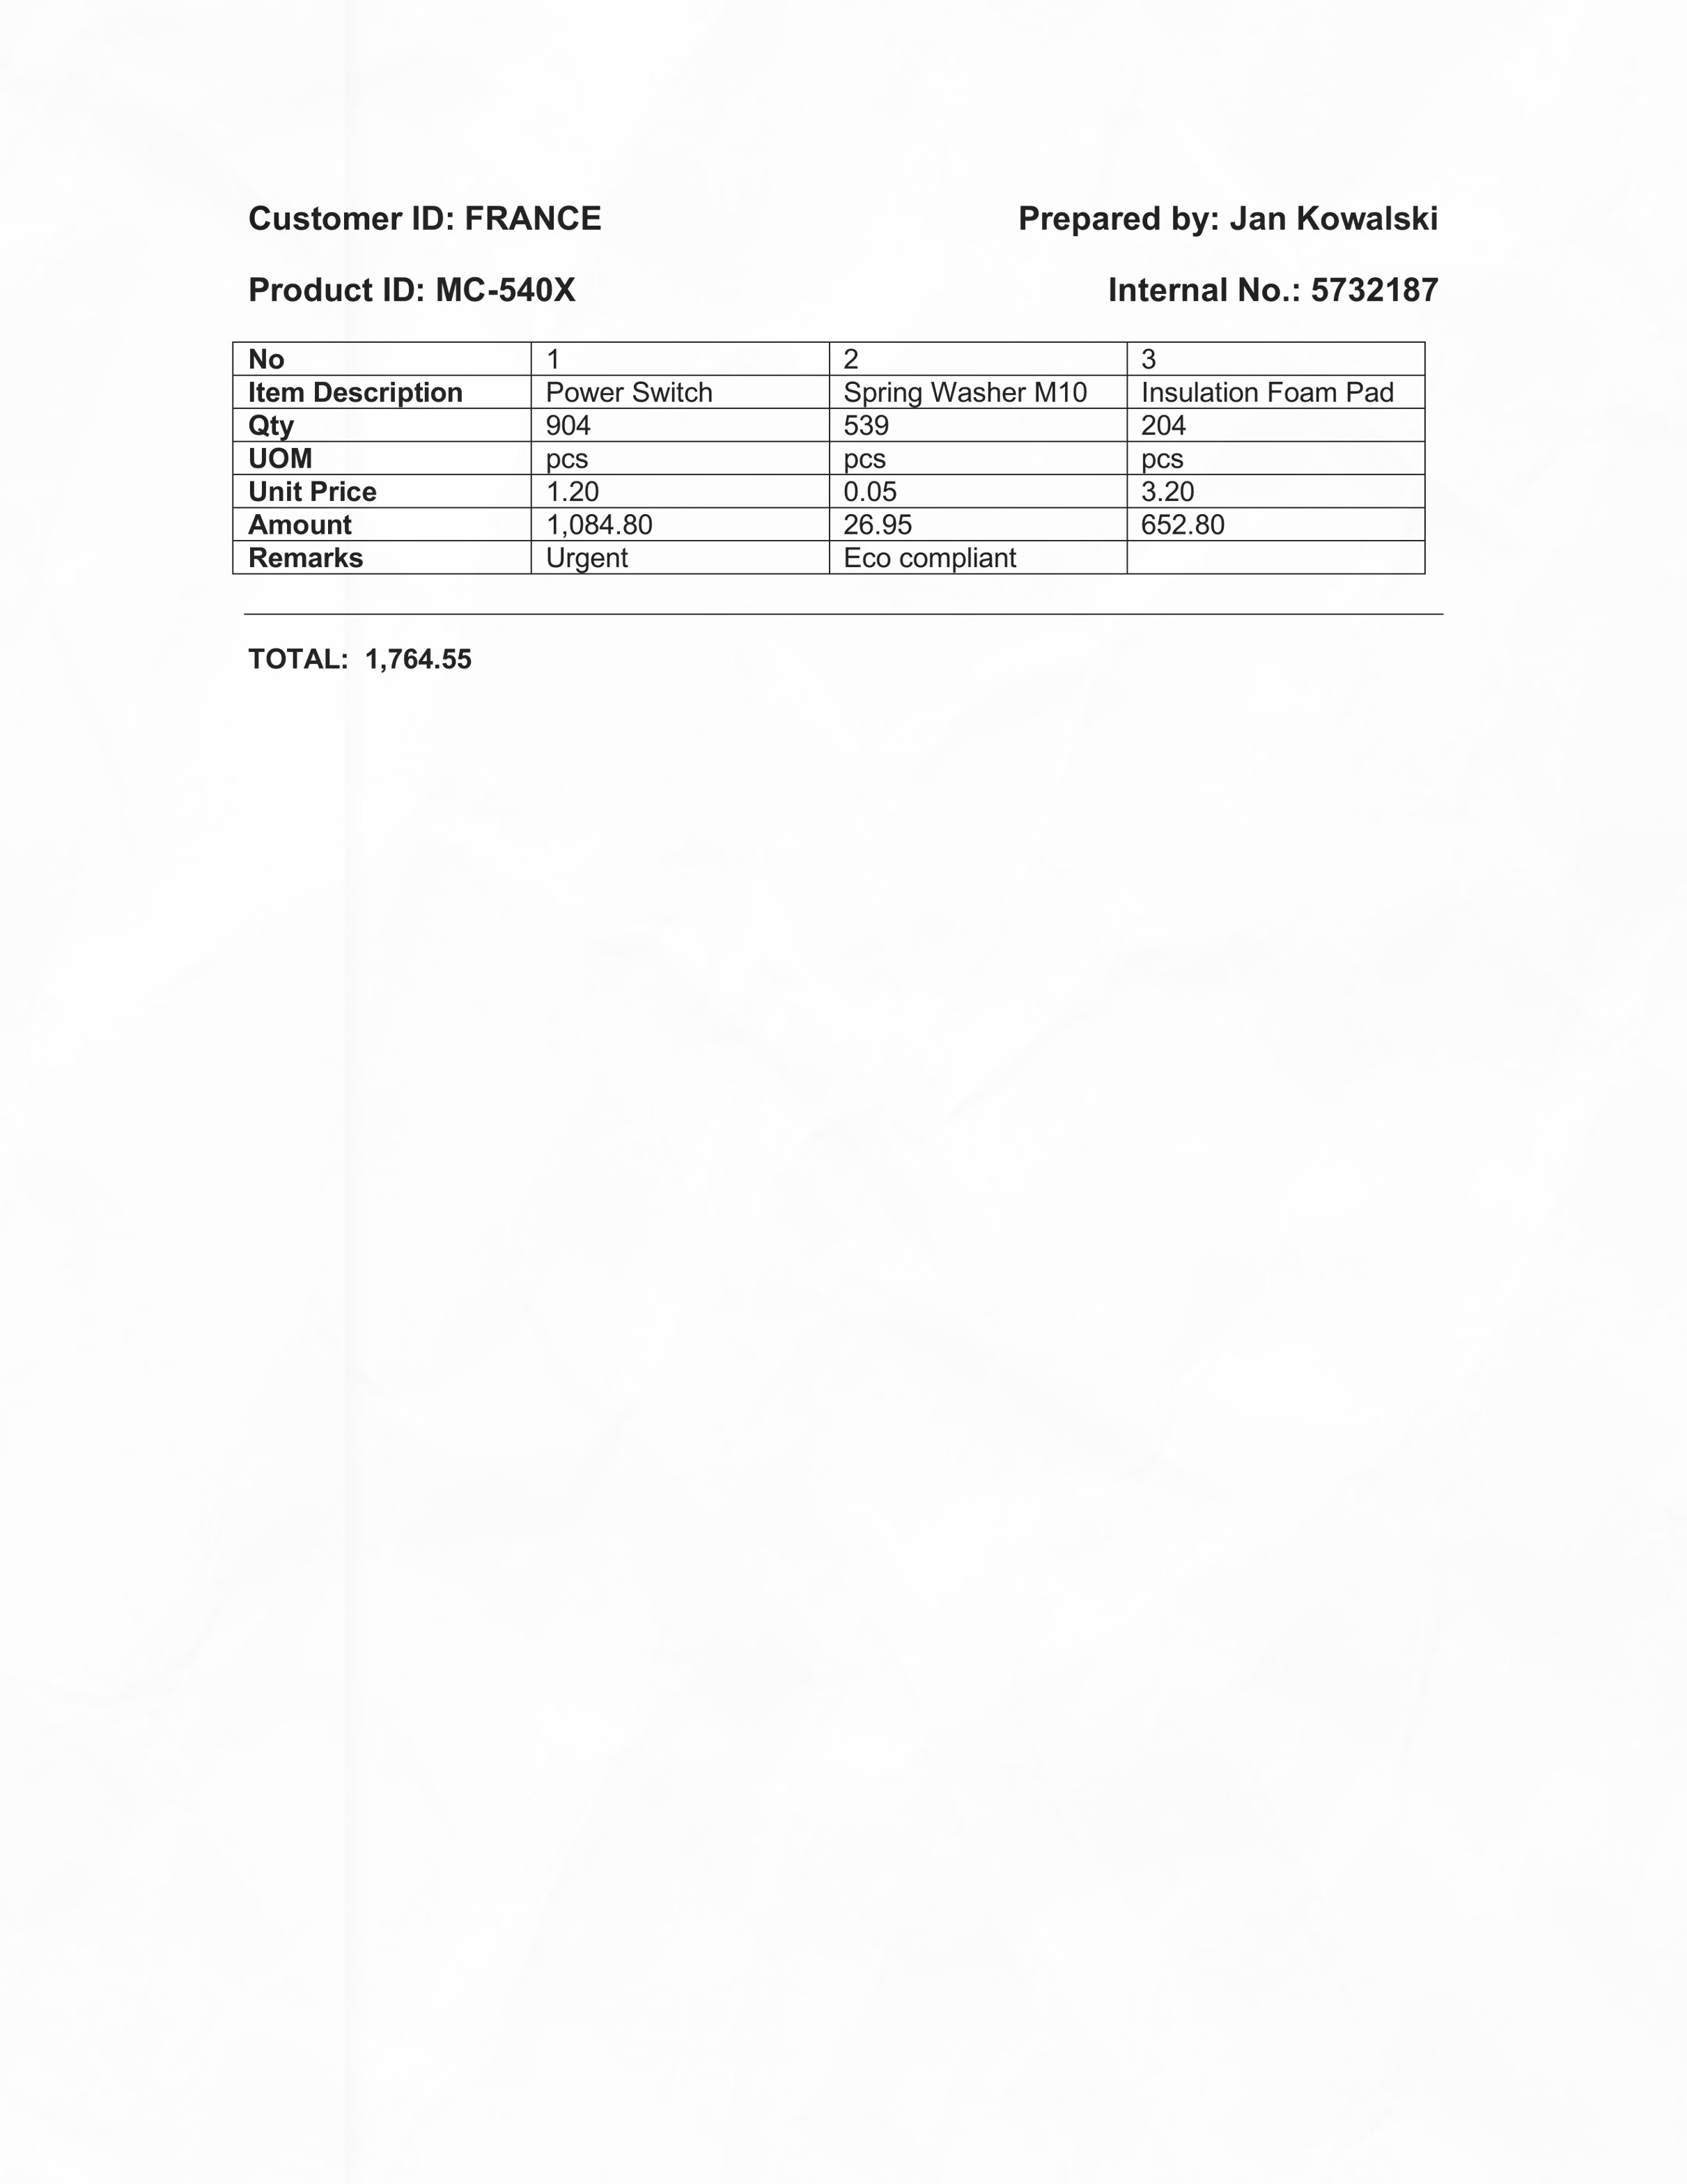 Customer ID: FRANCE Prepared by: Jan Kowalski
Product ID: MC-540X Internal No.: 5732187
No 1 2 3
Item Description Power Switch Spring Washer M10 Insulation Foam Pad
Qty 904 539 204
UOM pcs pcs pcs
Unit Price 1.20 0.05 3.20
Amount 1,084.80 26.95 652.80
Remarks Urgent Eco compliant
TOTAL: 1,764.55